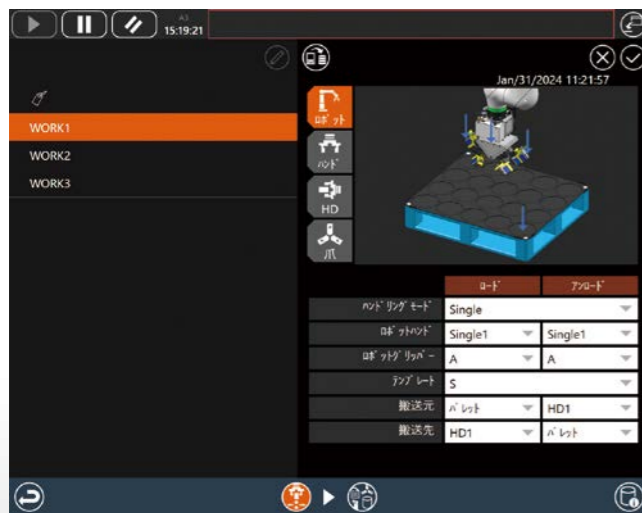 A3
15:19:21
Jan/31/2024 11:21:57
WORK1
WORK2
WORK3
ﾛﾎﾞｯﾄ
ﾊﾝﾄﾞ
HD
爪
ﾛｰﾄﾞ ｱﾝﾛｰﾄﾞ
ﾊﾝﾄﾞﾘﾝｸﾞﾓｰﾄﾞ Single
ﾛﾎﾞｯﾄﾊﾝﾄﾞ Single1 Single1
ﾛﾎﾞｯﾄｸﾞﾘｯﾊﾟｰ A A
ﾃﾝﾌﾟﾚｰﾄ S
搬送元 ﾊﾟﾚｯﾄ HD1
搬送先 HD1 ﾊﾟﾚｯﾄ